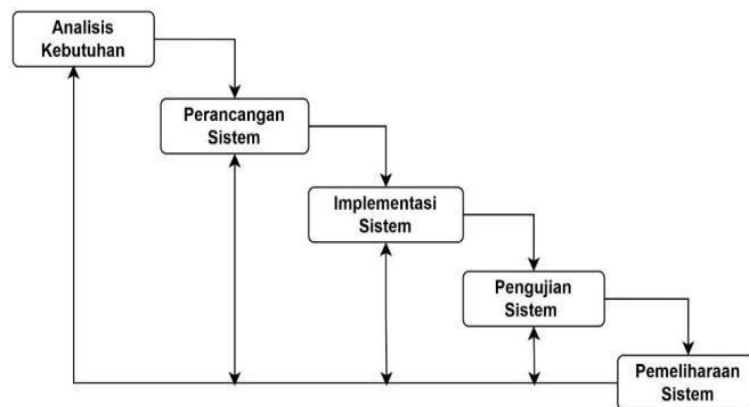 Analisis
Kebutuhan
Perancangan
Sistem
Implementasi
Sistem
Pengujian
Sistem
Pemeliharaan
Sistem